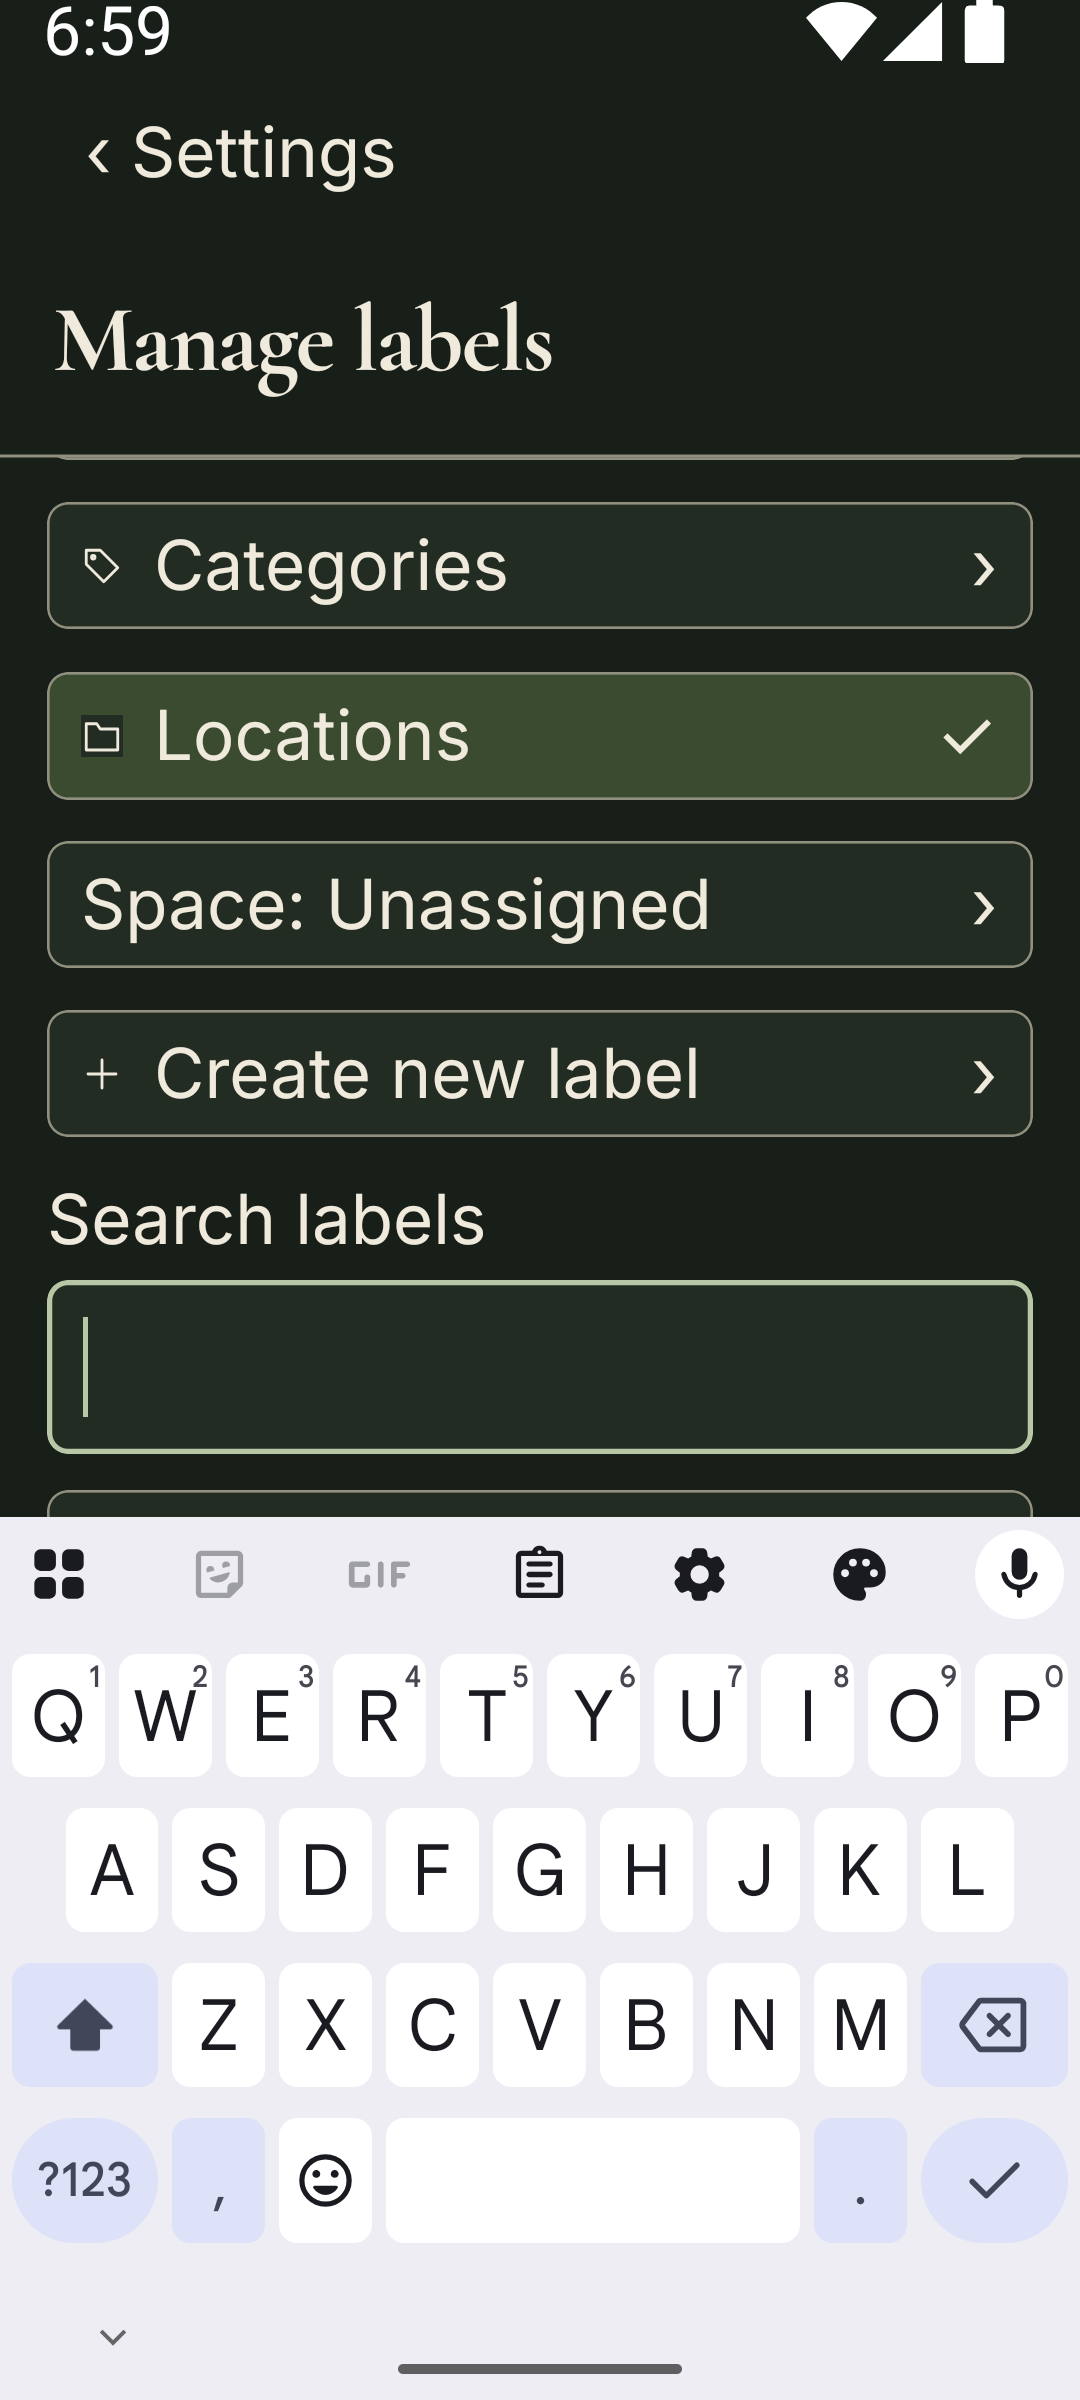 6:59
‹ Settings
Manage labels
Categories ›
Locations
Space: Unassigned ›
Create new label ›
Search labels
GIF
Q1 W2 E3 R4 T5 Y6 U7 I8 O9 P0
A S D F G H J K L
Z X C V B N M
?123 , .